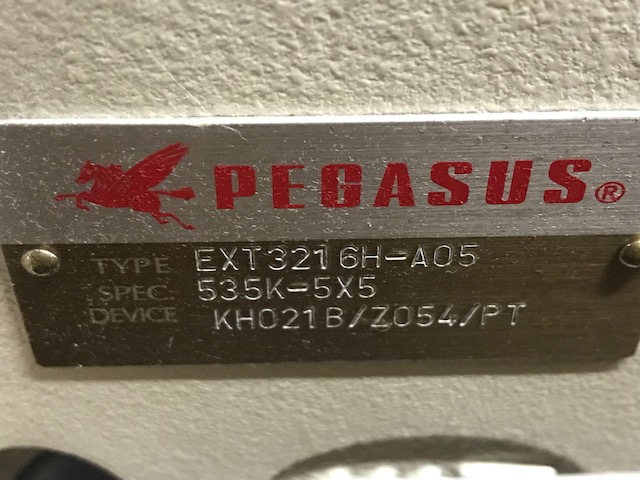 PEGASUS®
TYPE EXT3216H-A05
SPEC. 535K-5X5
DEVICE KH021B/Z054/PT